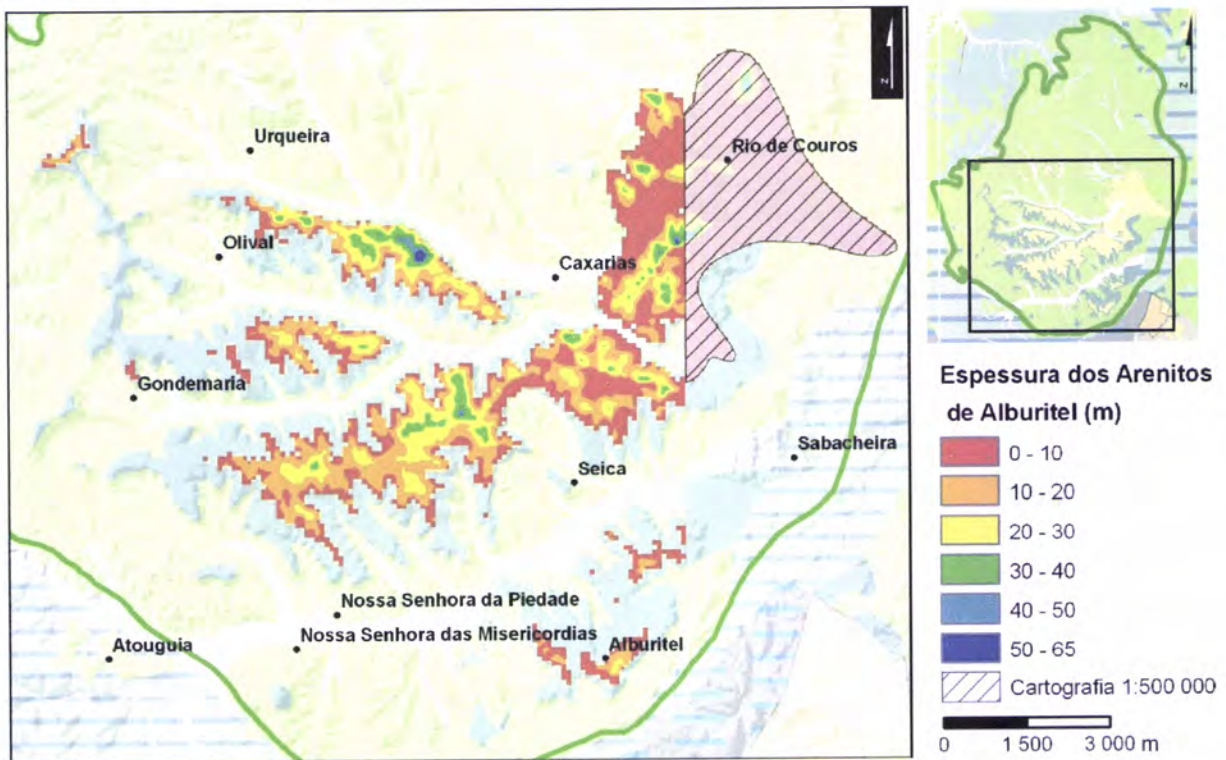 Urqueira
Rio de Couros
Olival
Caxarias
Gondemaria
Sabacheira
Seica
Nossa Senhora da Piedade
Nossa Senhora das Misericordias
Atouguia
Alburitel
N
N
Espessura dos Arenitos
de Alburitel (m)
0 - 10
10 - 20
20 - 30
30 - 40
40 - 50
50 - 65
Cartografia 1:500 000
0 1 500 3 000 m